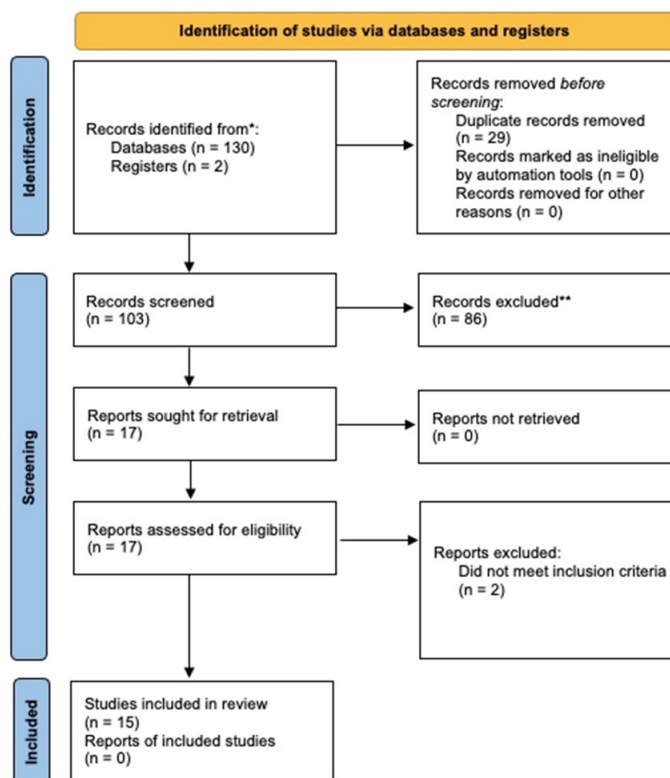 Identification of studies via databases and registers
Identification
Records identified from*:
Databases (n = 130)
Registers (n = 2)
Records removed before
screening:
Duplicate records removed
(n = 29)
Records marked as ineligible
by automation tools (n = 0)
Records removed for other
reasons (n = 0)
Screening
Records screened
(n = 103)
Records excluded**
(n = 86)
Reports sought for retrieval
(n = 17)
Reports not retrieved
(n = 0)
Reports assessed for eligibility
(n = 17)
Reports excluded:
Did not meet inclusion criteria
(n = 2)
Included
Studies included in review
(n = 15)
Reports of included studies
(n = 0)